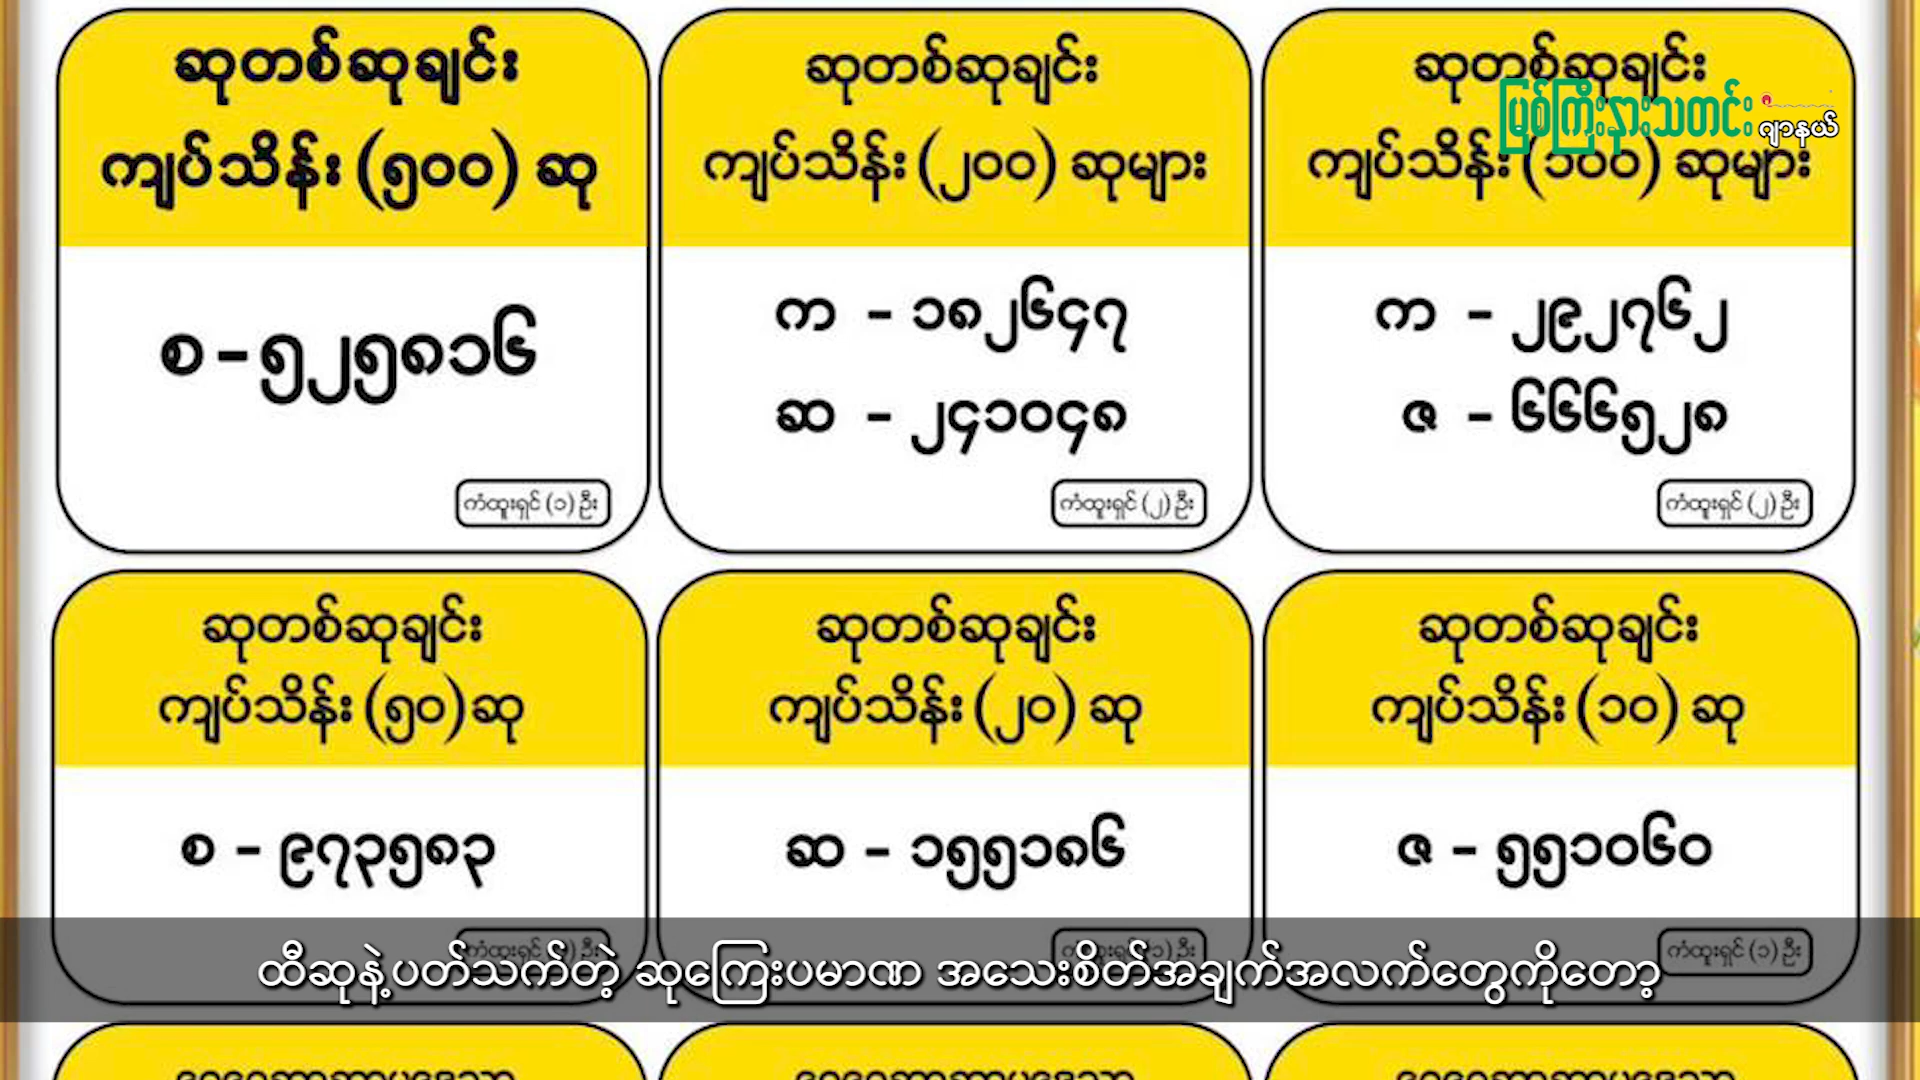 ဆုတစ်ဆုချင်း
ကျပ်သိန်း (၅၀၀) ဆု
စ - ၅၂၅၈၁၆
ကံထူးရှင် (၁) ဦး
ဆုတစ်ဆုချင်း
ကျပ်သိန်း (၂၀၀) ဆုများ
က - ၁၈၂၆၄၇
ဆ - ၂၄၁၀၄၈
ကံထူးရှင် (၂) ဦး
ဆုတစ်ဆုချင်း
မြစ်ကြီးနားသတင်း
ဂျာနယ်
ကျပ်သိန်း (၁၀၀) ဆုများ
က - ၂၉၂၇၆၂
ဇ - ၆၆၆၅၂၈
ကံထူးရှင် (၂) ဦး
ဆုတစ်ဆုချင်း
ကျပ်သိန်း (၅၀) ဆု
စ - ၉၇၃၅၈၃
ဆုတစ်ဆုချင်း
ကျပ်သိန်း (၂၀) ဆု
ဆ - ၁၅၅၁၈၆
ဆုတစ်ဆုချင်း
ကျပ်သိန်း (၁၀) ဆု
ဇ - ၅၅၁၀၆၀
ကံထူးရှင် (၁) ဦး
ထီဆုနဲ့ပတ်သက်တဲ့ ဆုကြေးပမာဏ အသေးစိတ်အချက်အလက်တွေကိုတော့